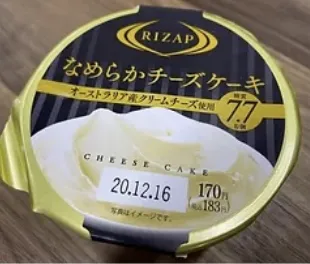 RIZAP
なめらかチーズケーキ
オーストラリア産クリームチーズ使用
糖質
7.7g
CHEESE CAKE
20.12.16
170円
税込183円
写真はイメージです。